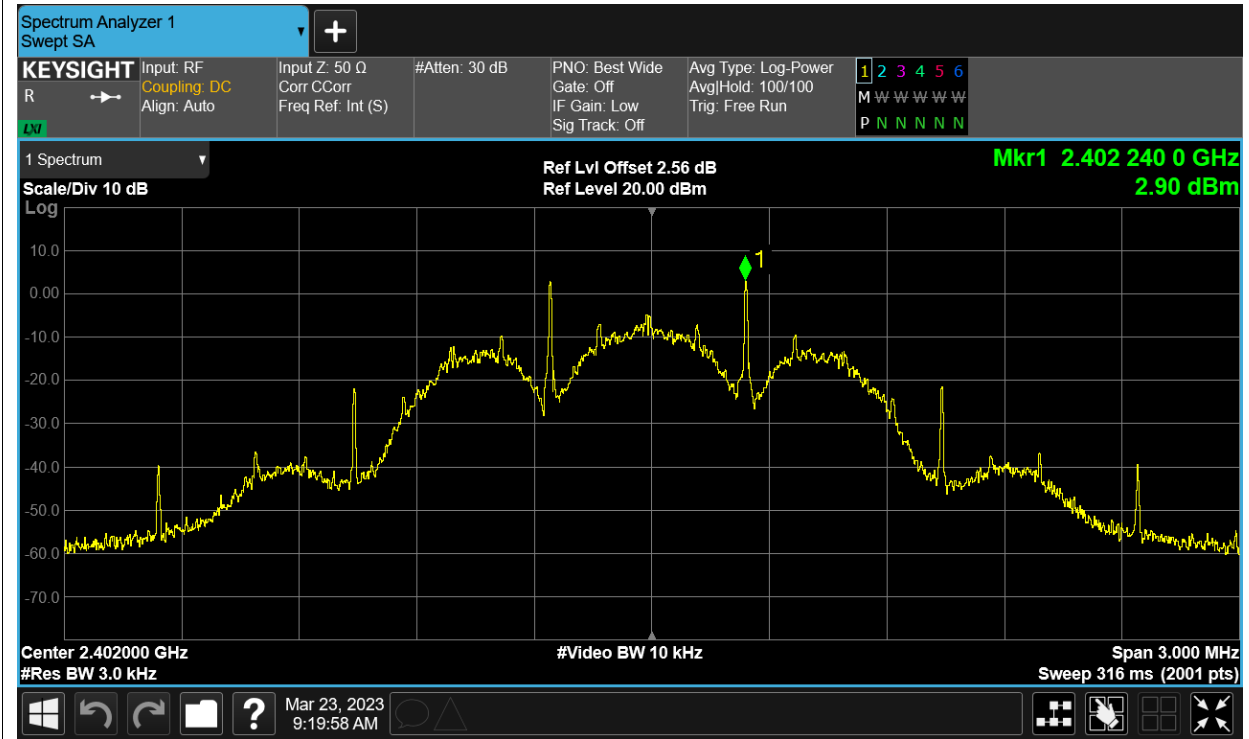 Spectrum Analyzer 1
Swept SA
+
KEYSIGHT
R
LXI
Input: RF
Coupling: DC
Align: Auto
Input Z: 50 Ω
Corr CCorr
Freq Ref: Int (S)
#Atten: 30 dB
PNO: Best Wide
Gate: Off
IF Gain: Low
Sig Track: Off
Avg Type: Log-Power
Avg|Hold: 100/100
Trig: Free Run
1 2 3 4 5 6
M W W W W W
P N N N N N
1 Spectrum
Scale/Div 10 dB
Log
Ref Lvl Offset 2.56 dB
Ref Level 20.00 dBm
Mkr1 2.402 240 0 GHz
2.90 dBm
1
10.0
0.00
-10.0
-20.0
-30.0
-40.0
-50.0
-60.0
-70.0
Center 2.402000 GHz
#Res BW 3.0 kHz
#Video BW 10 kHz
Span 3.000 MHz
Sweep 316 ms (2001 pts)
?
Mar 23, 2023
9:19:58 AM